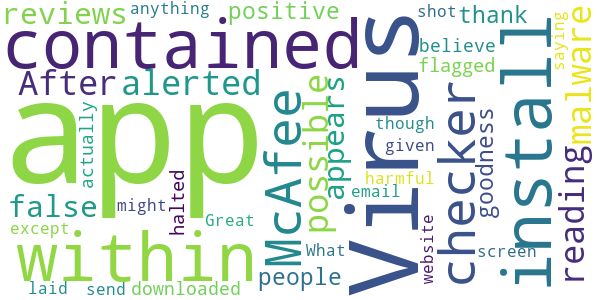 reviews anything positive shot thank saying
contained believe flagged
After alerted
app
actually
McAfee possible appears
Virus
though
given
checker goodness
install
malware
false
might
halted
Great
email
harmful
reading
except
within
What
people
website
screen
laid send downloaded